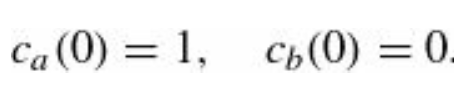 c_a(0) = 1, c_b(0) = 0.